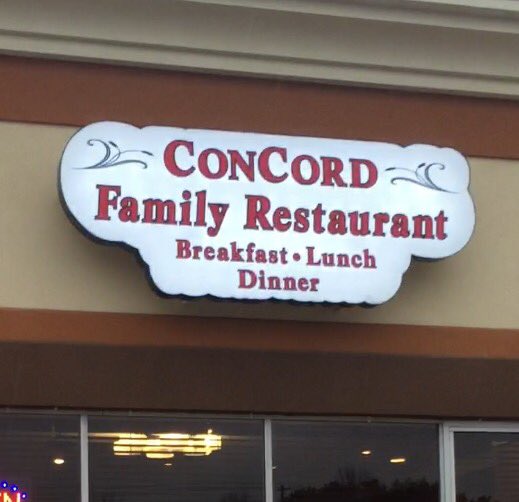 CONCORD
Family Restaurant
Breakfast • Lunch
Dinner